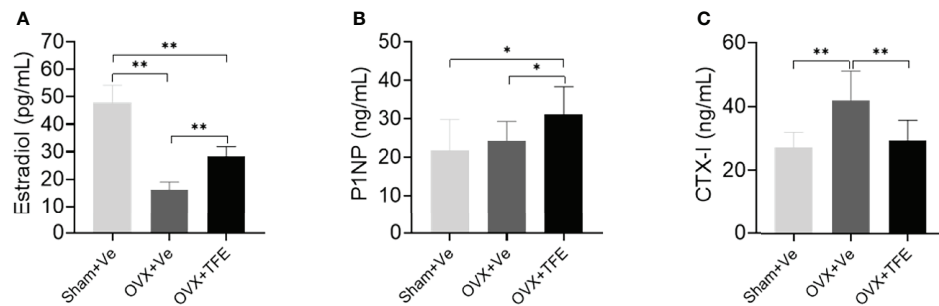 A
Estradiol (pg/mL)
70
60
50
40
30
20
10
0
**
**
**
Sham+Ve
OVX+Ve
OVX+TFE
B
P1NP (ng/mL)
50
40
30
20
10
0
*
*
Sham+Ve
OVX+Ve
OVX+TFE
C
CTX-I (ng/mL)
60
40
20
0
**
**
Sham+Ve
OVX+Ve
OVX+TFE